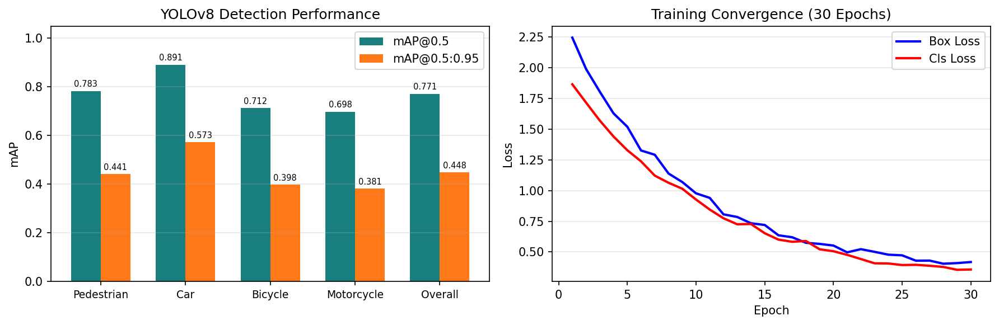 YOLOv8 Detection Performance
mAP@0.5
mAP@0.5:0.95
mAP
1.0
0.8
0.6
0.4
0.2
0.0
0.783
0.441
0.891
0.573
0.712
0.398
0.698
0.381
0.771
0.448
Pedestrian
Car
Bicycle
Motorcycle
Overall
Training Convergence (30 Epochs)
Box Loss
Cls Loss
Loss
2.25
2.00
1.75
1.50
1.25
1.00
0.75
0.50
0
5
10
15
20
25
30
Epoch